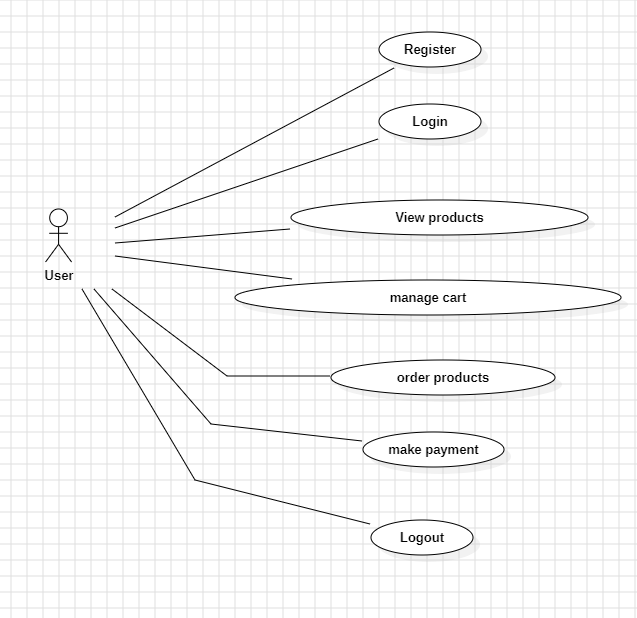 Register
Login
View products
User
manage cart
order products
make payment
Logout